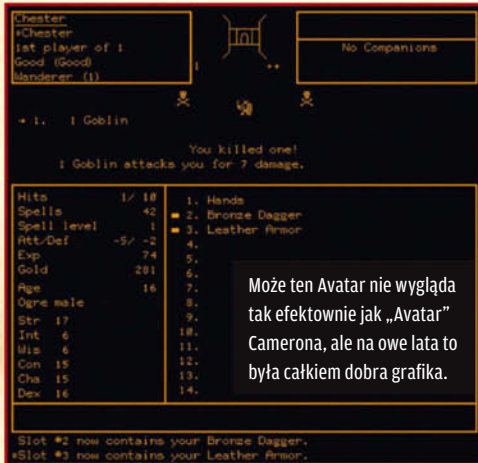 Chester
*Chester
1st player of 1
Good (Good)
Wanderer (1)
1
**
No Companions
→ 1. 1 Goblin
You killed one!
1 Goblin attacks you for 7 damage.
Hits 1/ 10
Spells 42
Spell level 1
Att/Def -5/ -2
Exp 74
Gold 201
Age 16
Ogre male
Str 17
Int 6
Wis 6
Con 15
Cha 15
Dex 16
1. Hands
2. Bronze Dagger
3. Leather Armor
4.
5.
6.
7.
8.
9.
10.
11.
12.
13.
14.
Może ten Avatar nie wygląda
tak efektownie jak „Avatar”
Camerona, ale na owe lata to
była całkiem dobra grafika.
Slot *2 now contains your Bronze Dagger.
*Slot *3 now contains your Leather Armor.